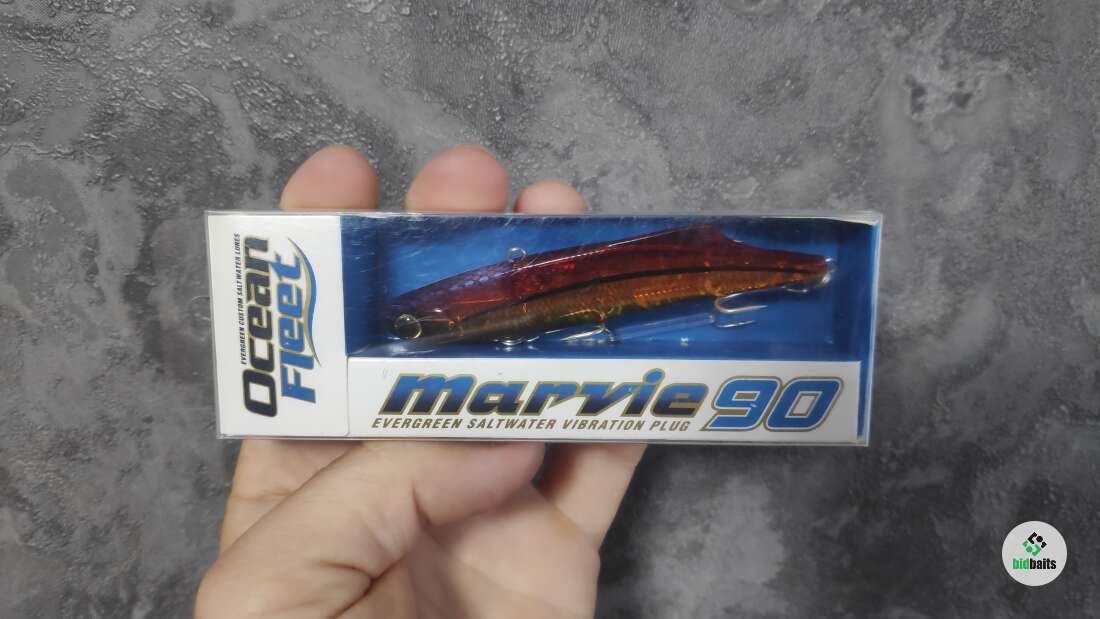 EVERGREEN CUSTOM SALTWATER LURES
Ocean
Fleet
marvie 90
EVERGREEN SALTWATER VIBRATION PLUG
bidbaits